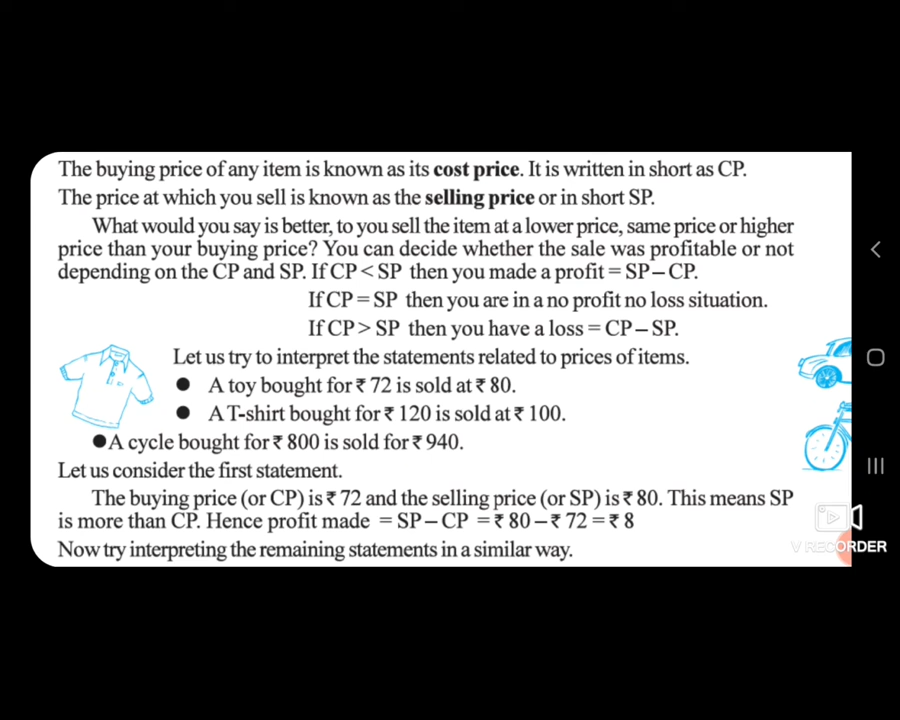 The buying price of any item is known as its cost price. It is written in short as CP.
The price at which you sell is known as the selling price or in short SP.
What would you say is better, to you sell the item at a lower price, same price or higher
price than your buying price? You can decide whether the sale was profitable or not
depending on the CP and SP. If CP < SP then you made a profit = SP – CP.
If CP = SP then you are in a no profit no loss situation.
If CP > SP then you have a loss = CP – SP.
Let us try to interpret the statements related to prices of items.
● A toy bought for ₹ 72 is sold at ₹ 80.
● A T-shirt bought for ₹ 120 is sold at ₹ 100.
●A cycle bought for ₹ 800 is sold for ₹ 940.
Let us consider the first statement.
The buying price (or CP) is ₹ 72 and the selling price (or SP) is ₹ 80. This means SP
is more than CP. Hence profit made = SP – CP = ₹ 80 – ₹ 72 = ₹ 8
Now try interpreting the remaining statements in a similar way.
V RECORDER